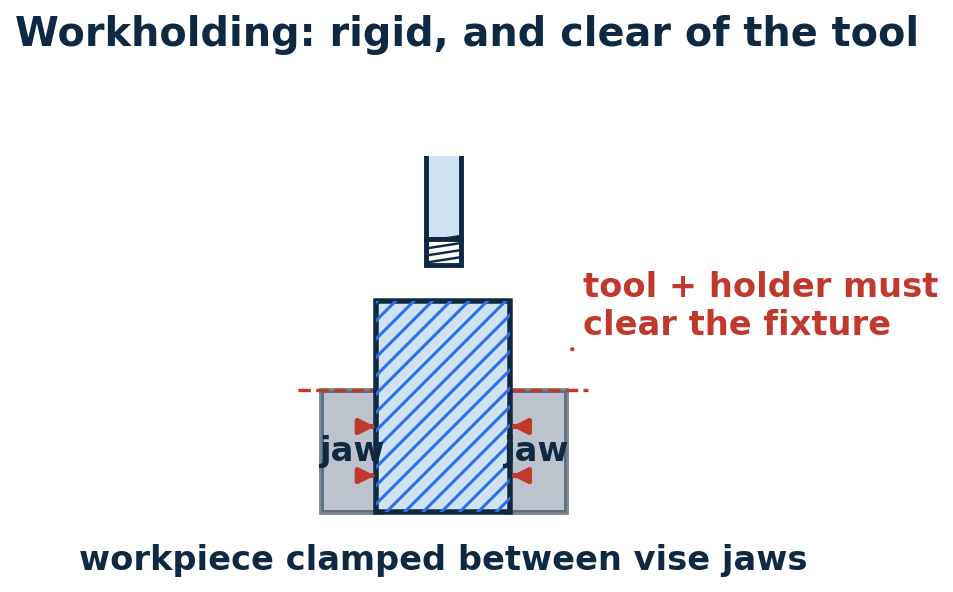 Workholding: rigid, and clear of the tool
tool + holder must
clear the fixture
jaw
jaw
workpiece clamped between vise jaws